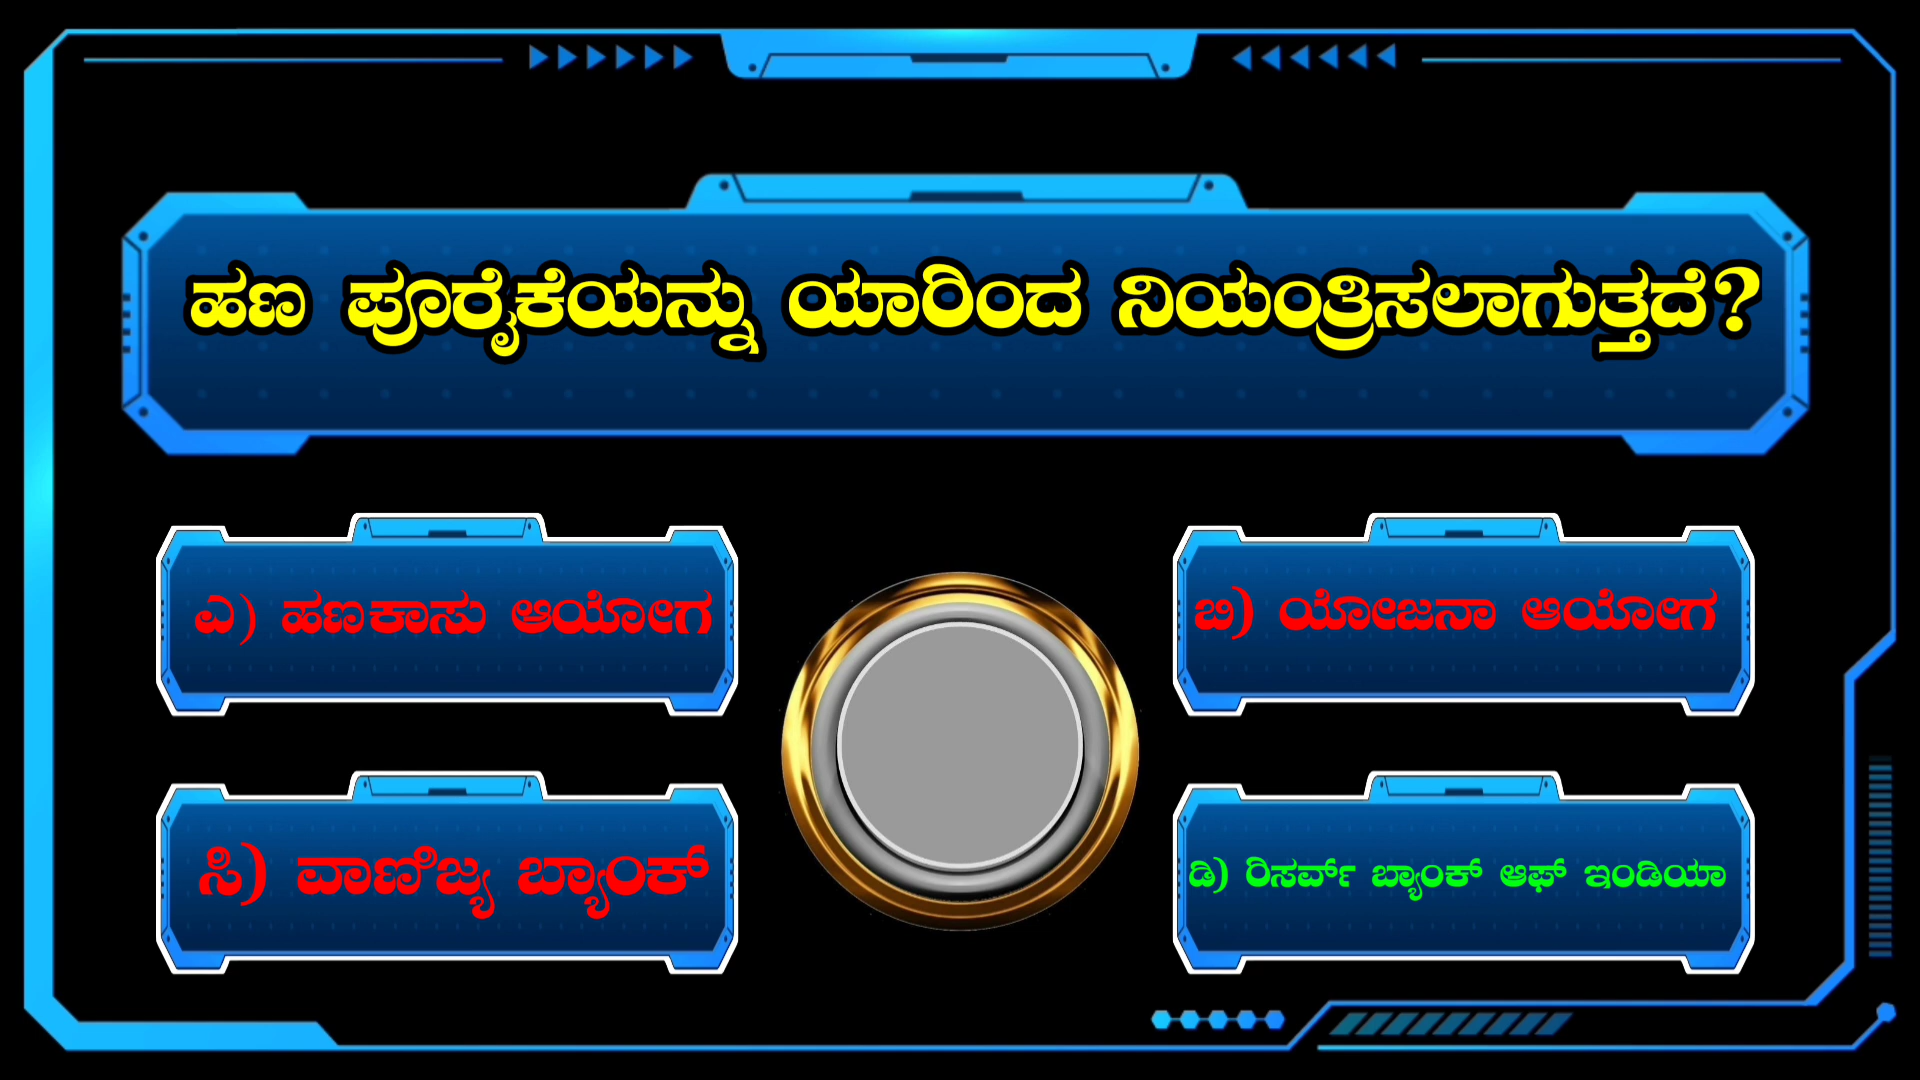 ಹಣ ಪೂರೈಕೆಯನ್ನು ಯಾರಿಂದ ನಿಯಂತ್ರಿಸಲಾಗುತ್ತದೆ?
ಎ) ಹಣಕಾಸು ಆಯೋಗ
ಬಿ) ಯೋಜನಾ ಆಯೋಗ
ಸಿ) ವಾಣಿಜ್ಯ ಬ್ಯಾಂಕ್
ಡಿ) ರಿಸರ್ವ್ ಬ್ಯಾಂಕ್ ಆಫ್ ಇಂಡಿಯಾ